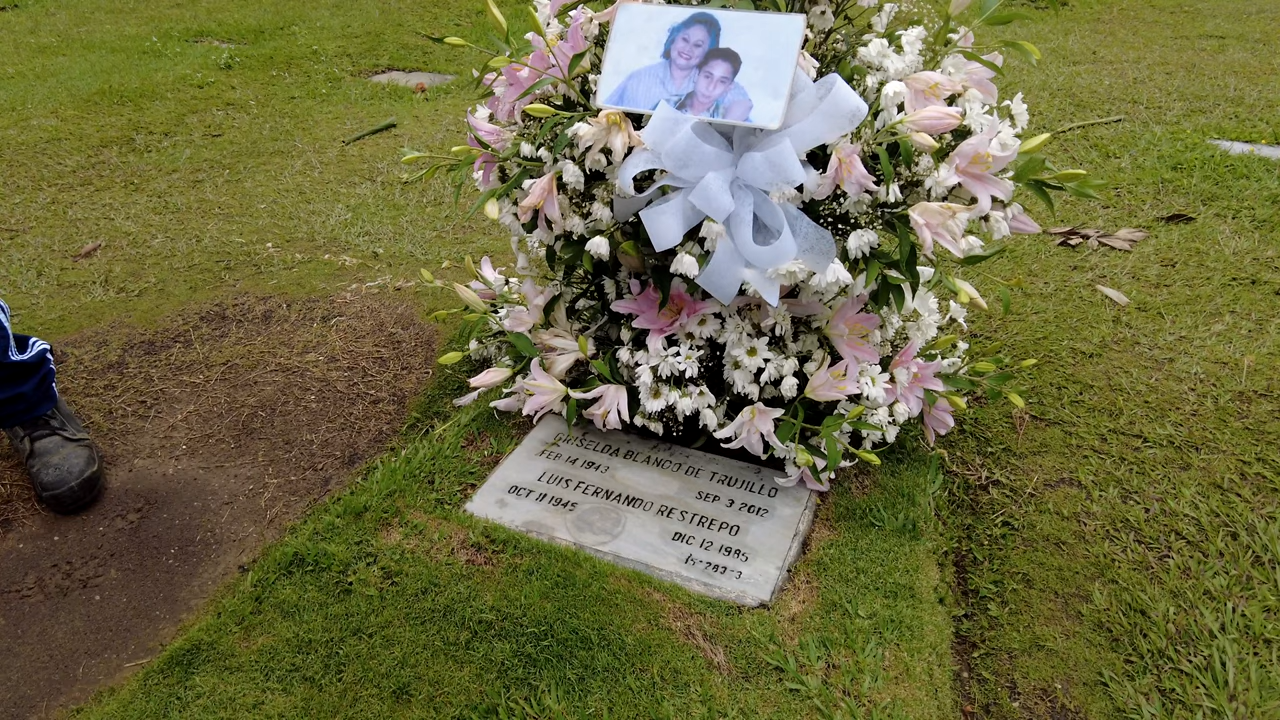 GRISELDA BLANCO DE TRUJILLO
FEB 14 1943 SEP 3 2012
LUIS FERNANDO RESTREPO
OCT 11 1945 DIC 12 1985